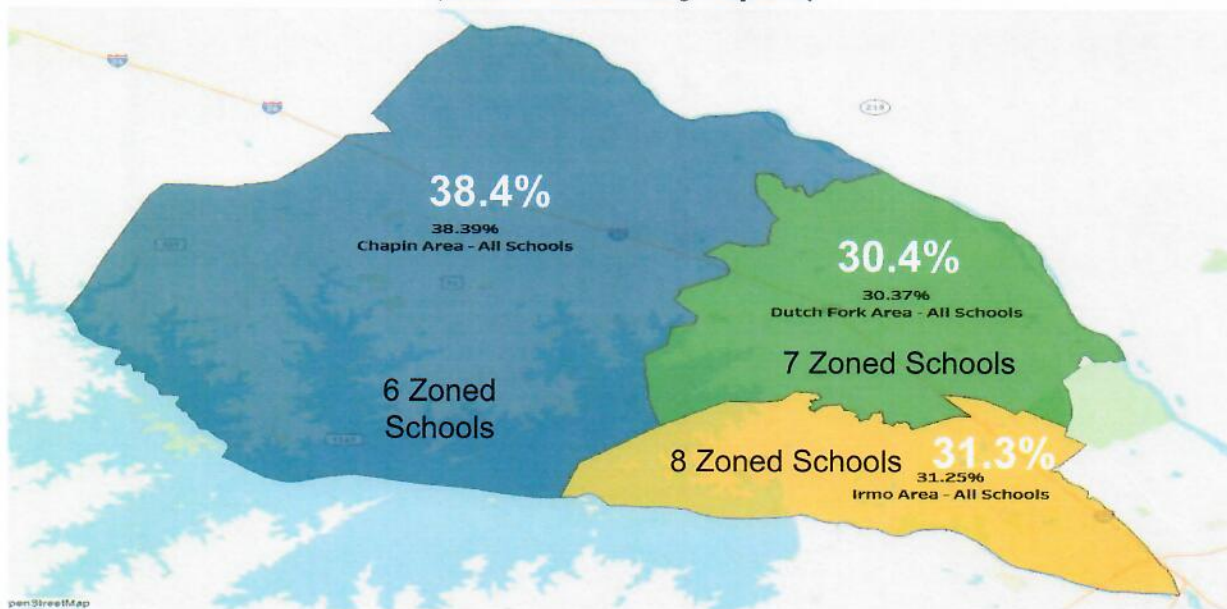 38.4%
38.39%
Chapin Area - All Schools
30.4%
30.37%
Dutch Fork Area - All Schools
7 Zoned Schools
6 Zoned
Schools
8 Zoned Schools
31.3%
31.25%
Irmo Area - All Schools
penStreetMap